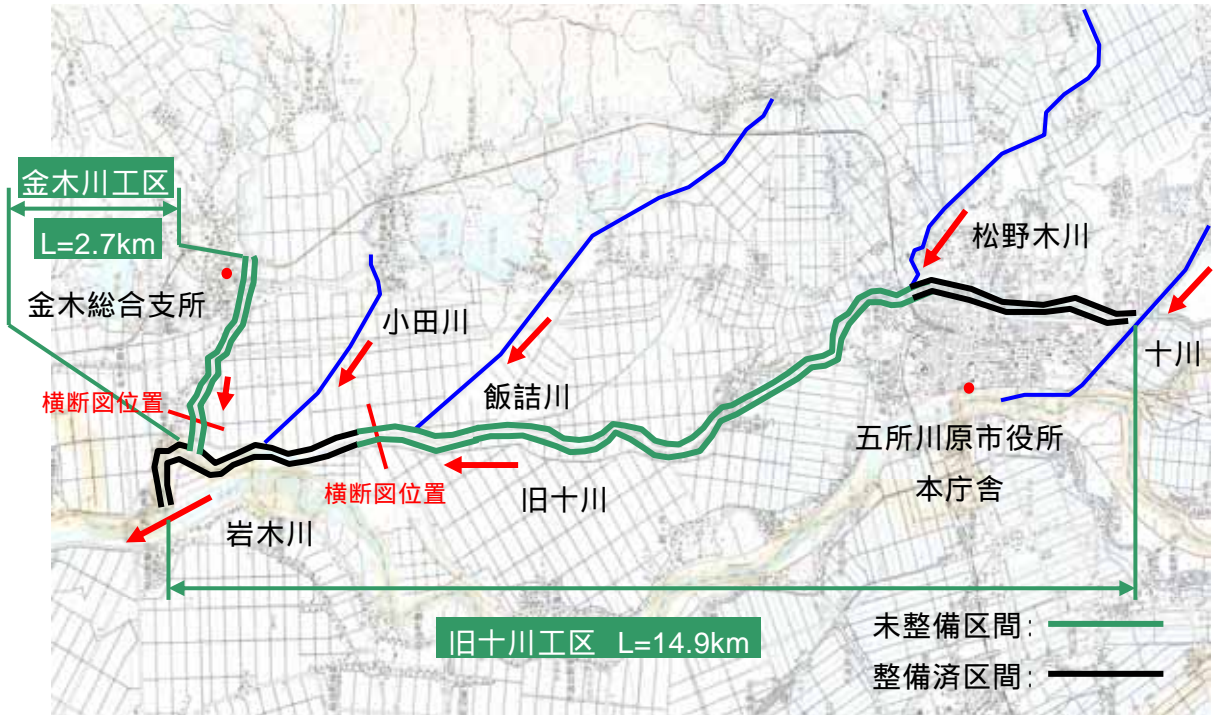 金木川工区
L=2.7km
金木総合支所
横断図位置
小田川
飯詰川
松野木川
十川
五所川原市役所
本庁舎
横断図位置
旧十川
岩木川
旧十川工区 L=14.9km
未整備区間:
整備済区間: